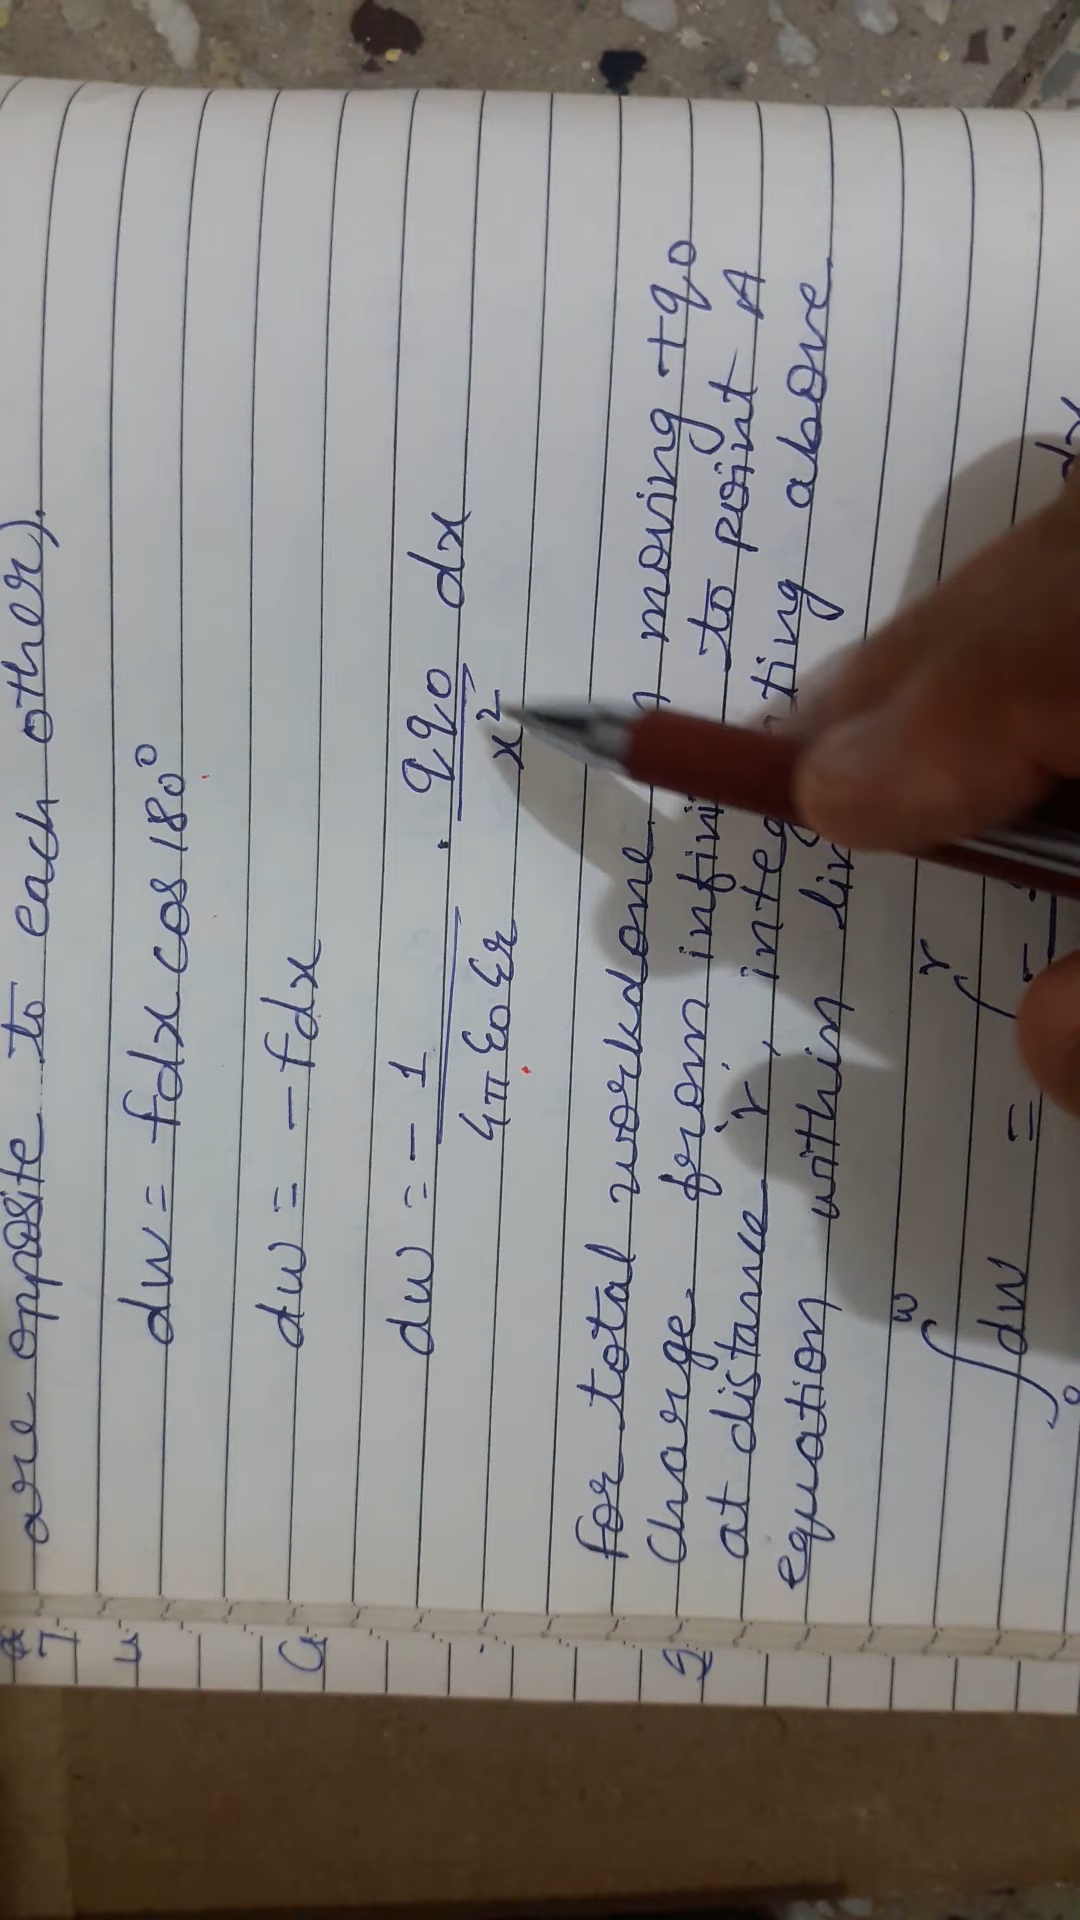 are opposite to each other).
dw = fdx cos 180°
dw = - fdx
dw = - 1/4π ε0 εr . qq0/x² dx
for total workdone moving + q0
charge from to point A
at distance 'r',
equation within above
∫₀ʷ dw = ∫ʳ dx